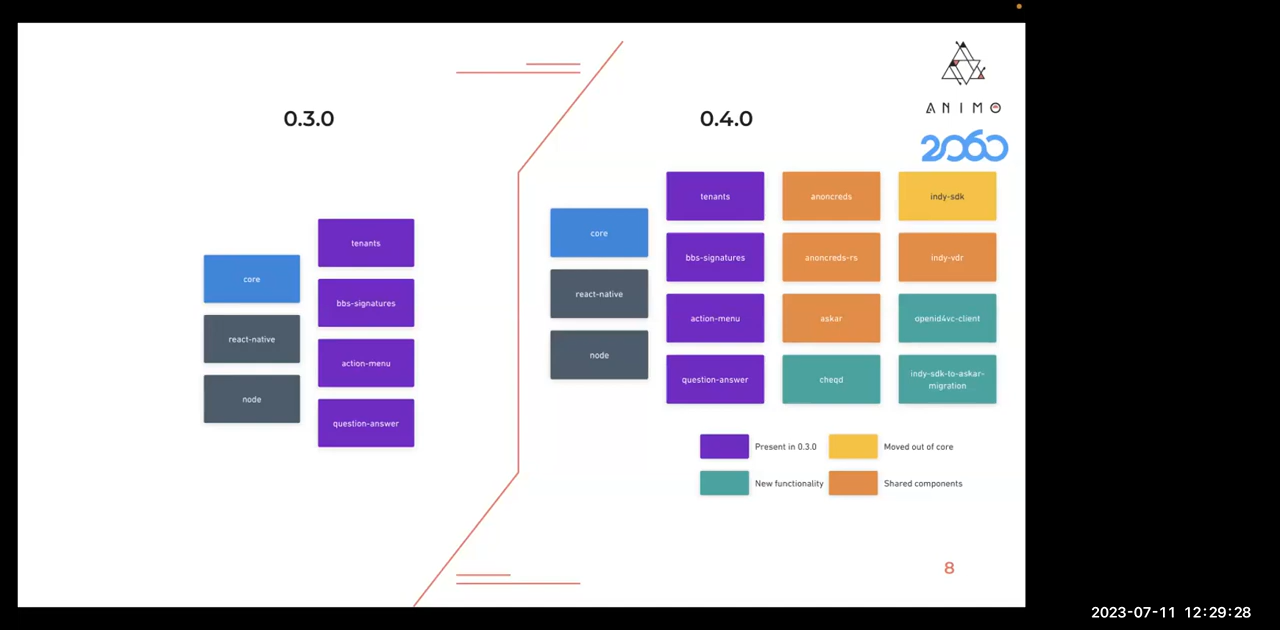 0.3.0
core
react-native
node
tenants
bbs-signatures
action-menu
question-answer
0.4.0
ANIMO
2060
core
react-native
node
tenants
bbs-signatures
action-menu
question-answer
anoncreds
anoncreds-rs
askar
cheqd
indy-sdk
indy-vdr
openid4vc-client
indy-sdk-to-askar-
migration
Present in 0.3.0
Moved out of core
New functionality
Shared components
8
2023-07-11 12:29:28